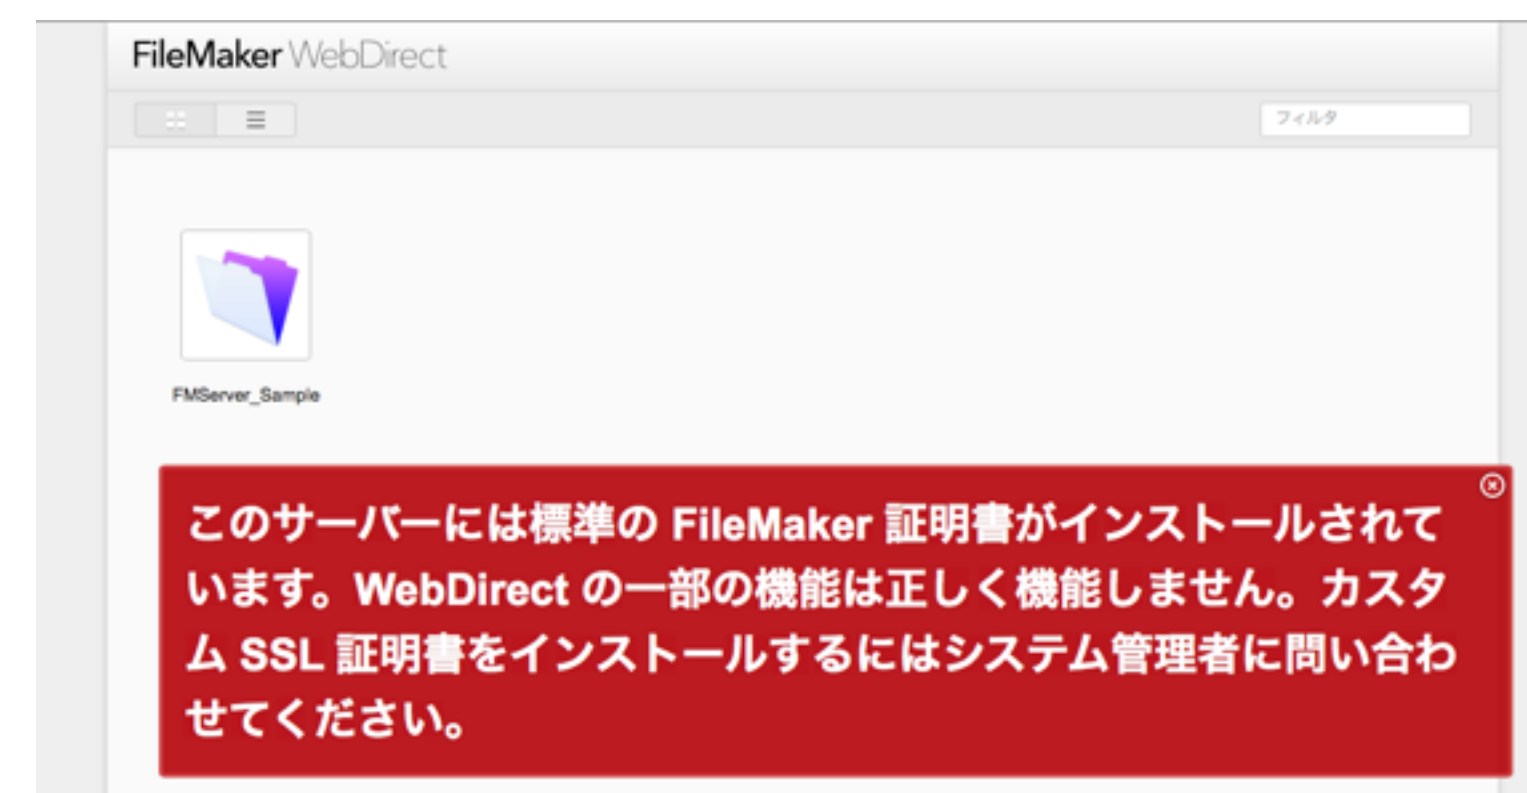 FileMaker WebDirect
フィルタ
FMServer_Sample
このサーバーには標準の FileMaker 証明書がインストールされて
います。WebDirect の一部の機能は正しく機能しません。カスタ
ム SSL 証明書をインストールするにはシステム管理者に問い合わ
せてください。